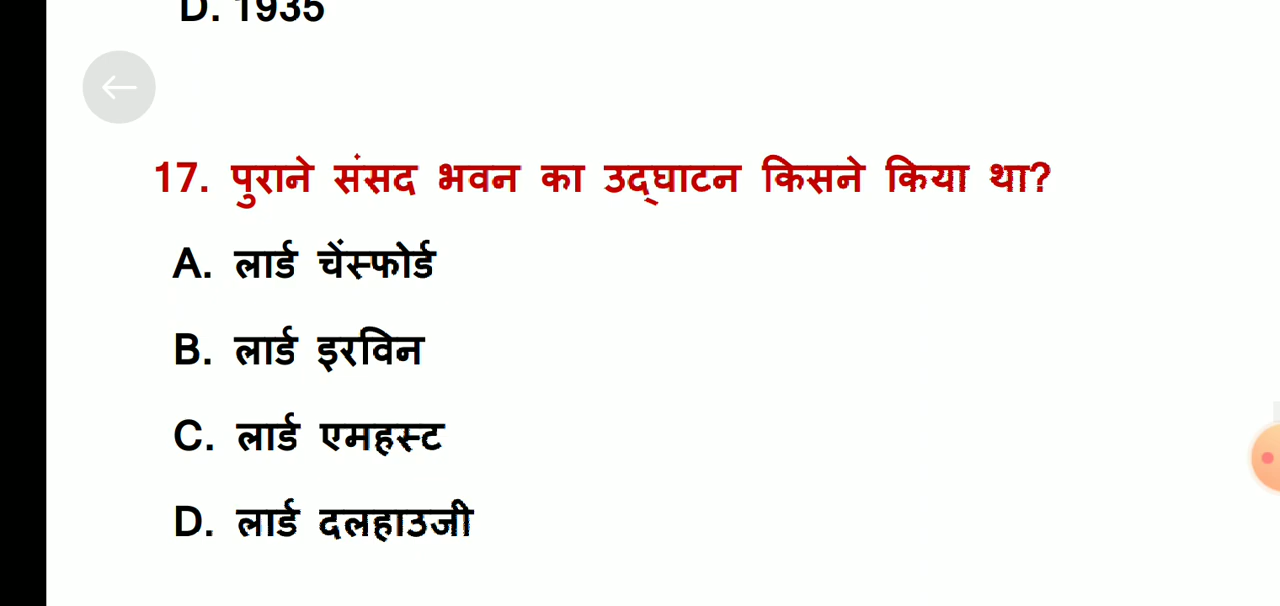 D. 1935
17. पुराने संसद भवन का उद्घाटन किसने किया था?
A. लार्ड चेंस्फोर्ड
B. लार्ड इरविन
C. लार्ड एमहस्ट
D. लार्ड दलहाउजी